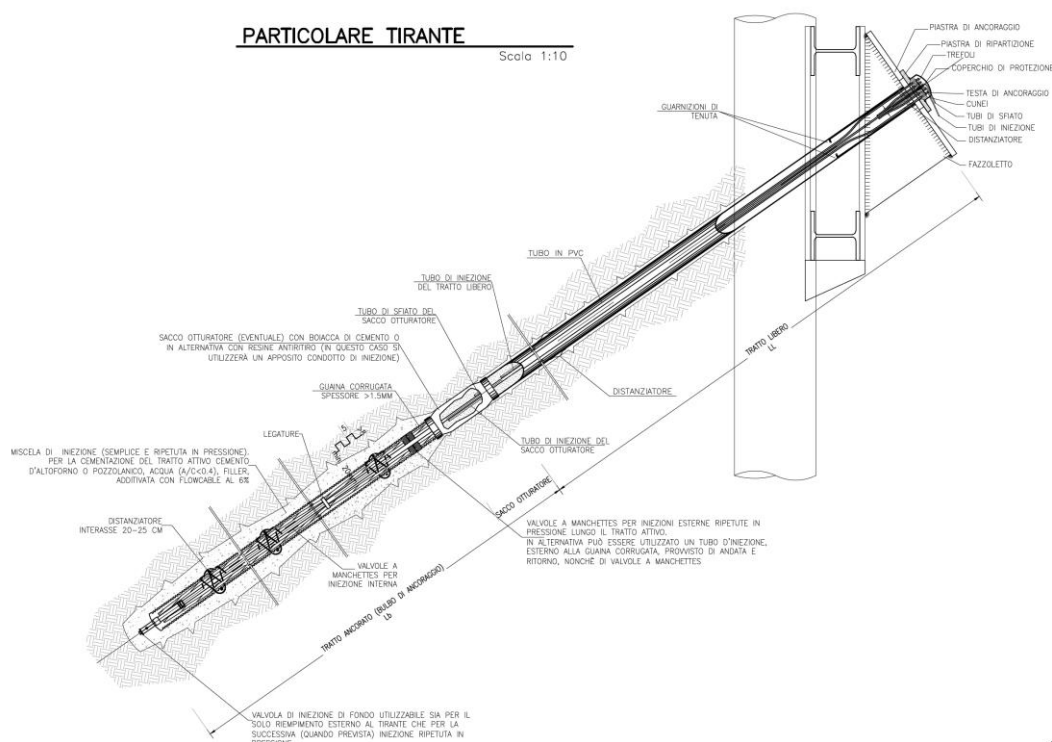 PARTICOLARE TIRANTE
Scala 1:10
PIASTRA DI ANCORAGGIO
PIASTRA DI RIPARTIZIONE
TREFOLI
COPERCHIO DI PROTEZIONE
TESTA DI ANCORAGGIO
CUNEI
TUBI DI SFIATO
TUBI DI INIEZIONE
DISTANZIATORE
FAZZOLETTO
GUARNIZIONI DI
TENUTA
TUBO IN PVC
TUBO DI INIEZIONE
DEL TRATTO LIBERO
TUBO DI SFIATO DEL
SACCO OTTURATORE
SACCO OTTURATORE (EVENTUALE) CON BOIACCA DI CEMENTO O
IN ALTERNATIVA CON RESINE ANTIRITIRO (IN QUESTO CASO SI
UTILIZZERÀ UN APPOSITO CONDOTTO DI INIEZIONE)
GUAINA CORRUGATA
SPESSORE >1.5MM
LEGATURE
5
20
MISCELA DI INIEZIONE (SEMPLICE E RIPETUTA IN PRESSIONE).
PER LA CEMENTAZIONE DEL TRATTO ATTIVO CEMENTO
D'ALTOFORNO O POZZOLANICO, ACQUA (A/C<0.4), FILLER,
ADDITIVATA CON FLOWCABLE AL 6%
DISTANZIATORE
INTERASSE 20-25 CM
TRATTO LIBERO
LL
DISTANZIATORE
TUBO DI INIEZIONE DEL
SACCO OTTURATORE
SACCO OTTURATORE
VALVOLE A MANCHETTES PER INIEZIONI ESTERNE RIPETUTE IN
PRESSIONE LUNGO IL TRATTO ATTIVO.
IN ALTERNATIVA PUÒ ESSERE UTILIZZATO UN TUBO D'INIEZIONE,
ESTERNO ALLA GUAINA CORRUGATA, PROVVISTO DI ANDATA E
RITORNO, NONCHÈ DI VALVOLE A MANCHETTES
VALVOLE A
MANCHETTES PER
INIEZIONE INTERNA
TRATTO ANCORATO (BULBO DI ANCORAGGIO)
Lb
VALVOLA DI INIEZIONE DI FONDO UTILIZZABILE SIA PER IL
SOLO RIEMPIMENTO ESTERNO AL TIRANTE CHE PER LA
SUCCESSIVA (QUANDO PREVISTA) INIEZIONE RIPETUTA IN
PRESSIONE